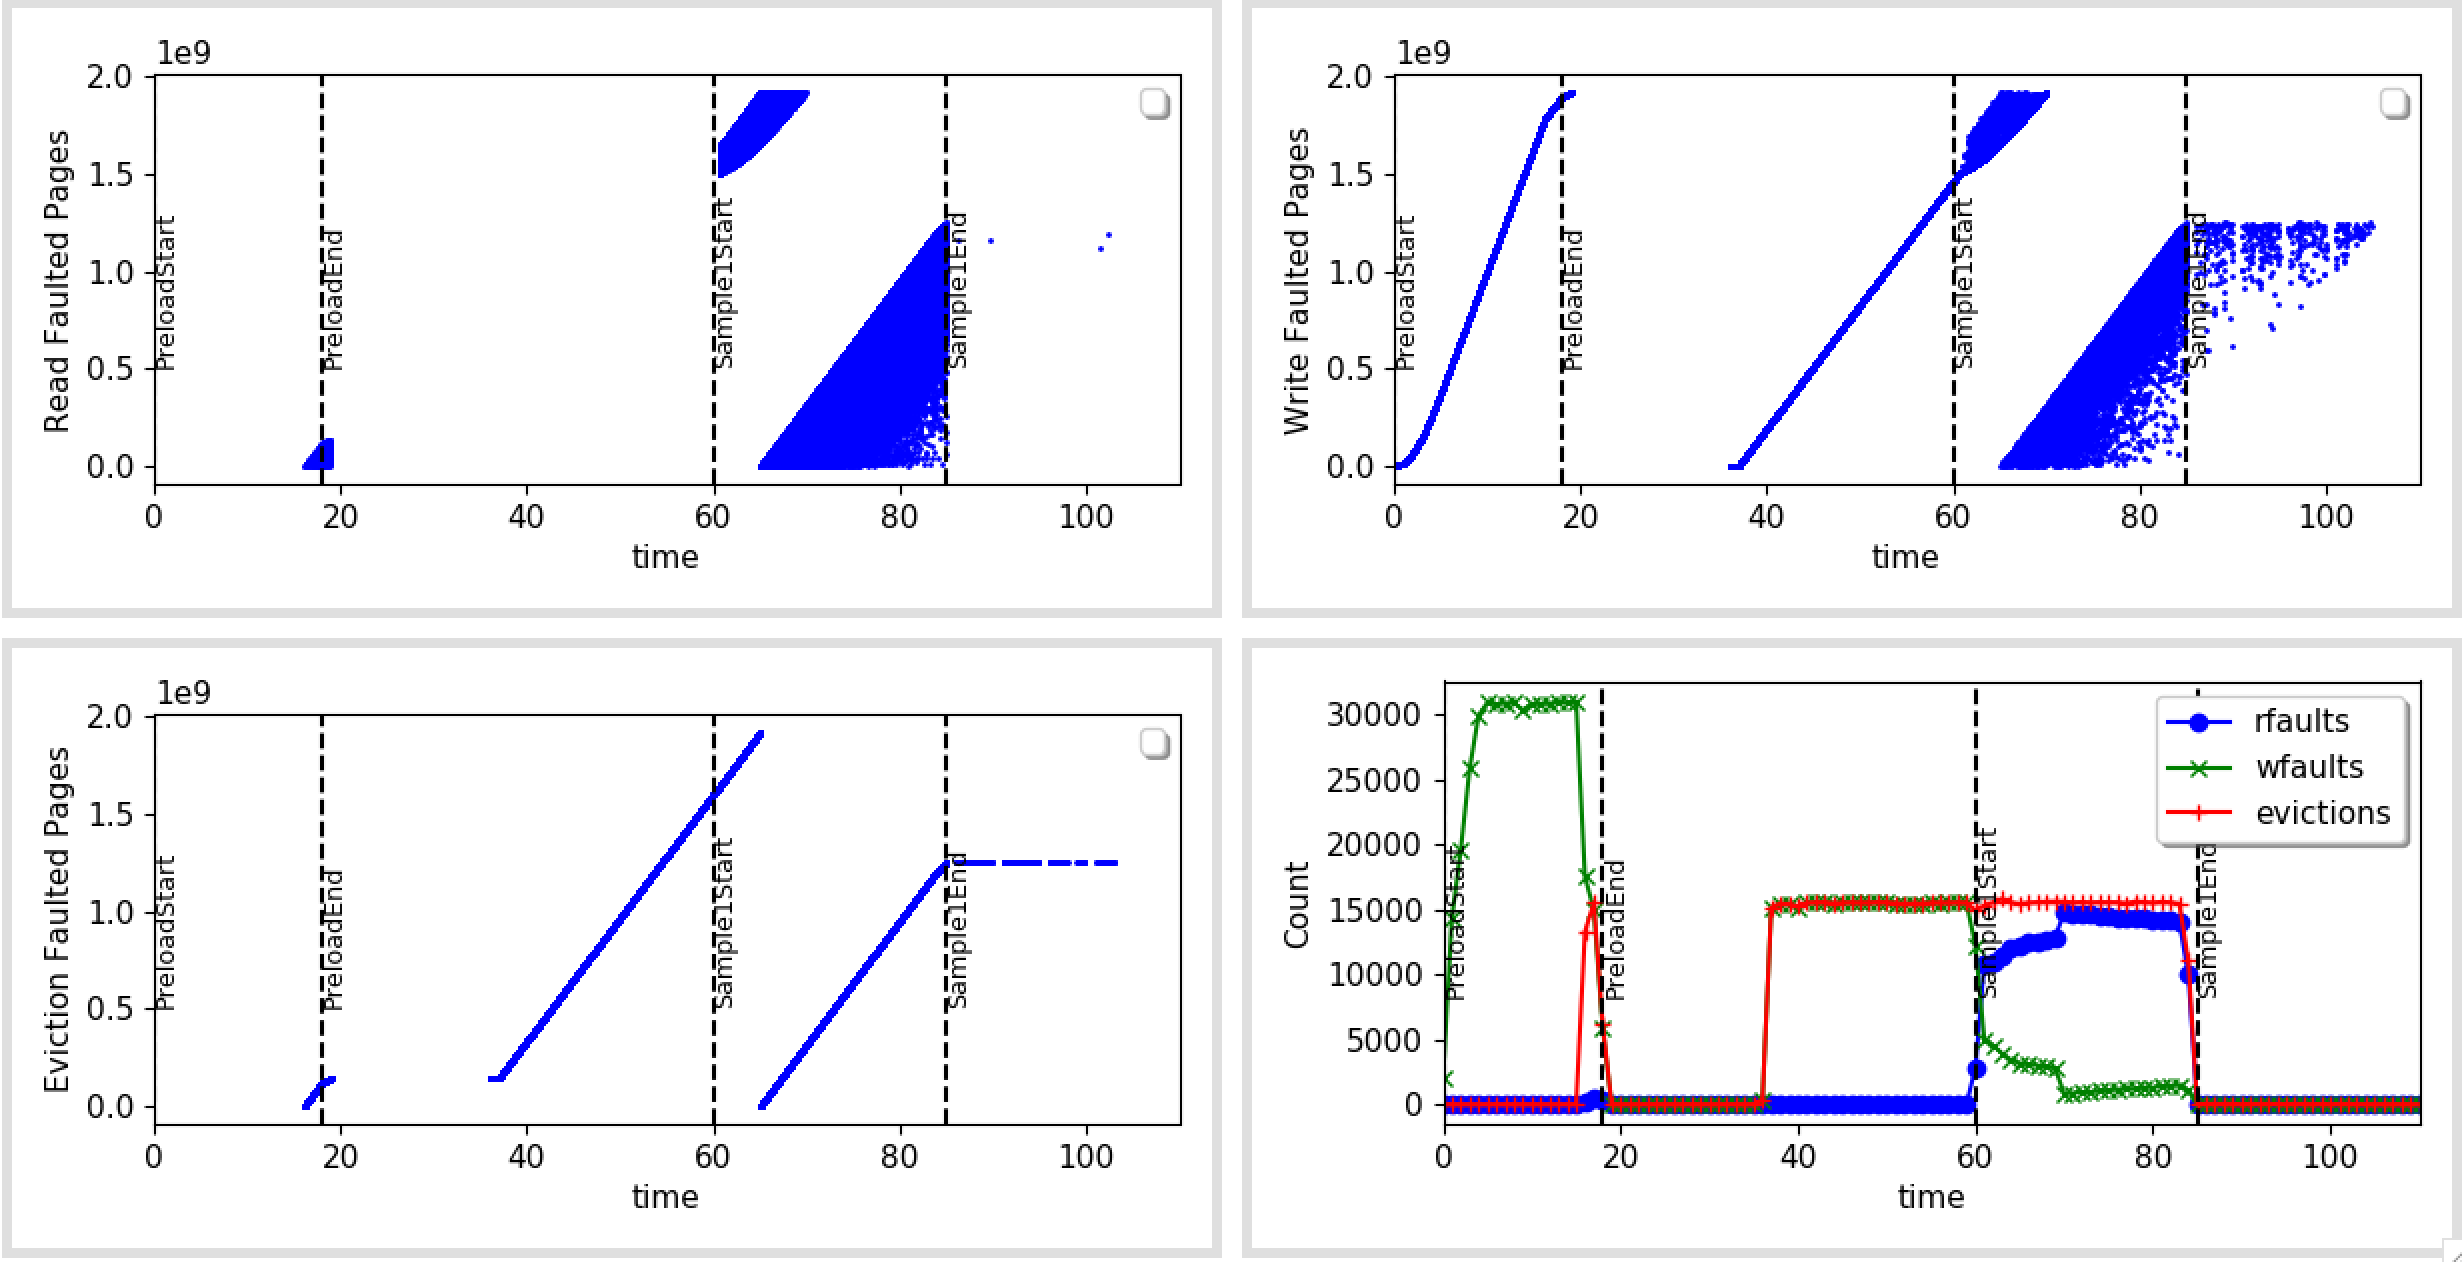 1e9
Read Faulted Pages
2.0
1.5
1.0
0.5
0.0
PreloadStart
PreloadEnd
Sample1Start
Sample1End
0 20 40 60 80 100
time
1e9
Write Faulted Pages
2.0
1.5
1.0
0.5
0.0
PreloadStart
PreloadEnd
Sample1Start
Sample1End
0 20 40 60 80 100
time
1e9
Eviction Faulted Pages
2.0
1.5
1.0
0.5
0.0
PreloadStart
PreloadEnd
Sample1Start
Sample1End
0 20 40 60 80 100
time
Count
30000
25000
20000
15000
10000
5000
0
PreloadStart
PreloadEnd
Sample1Start
Sample1End
rfaults
wfaults
evictions
0 20 40 60 80 100
time